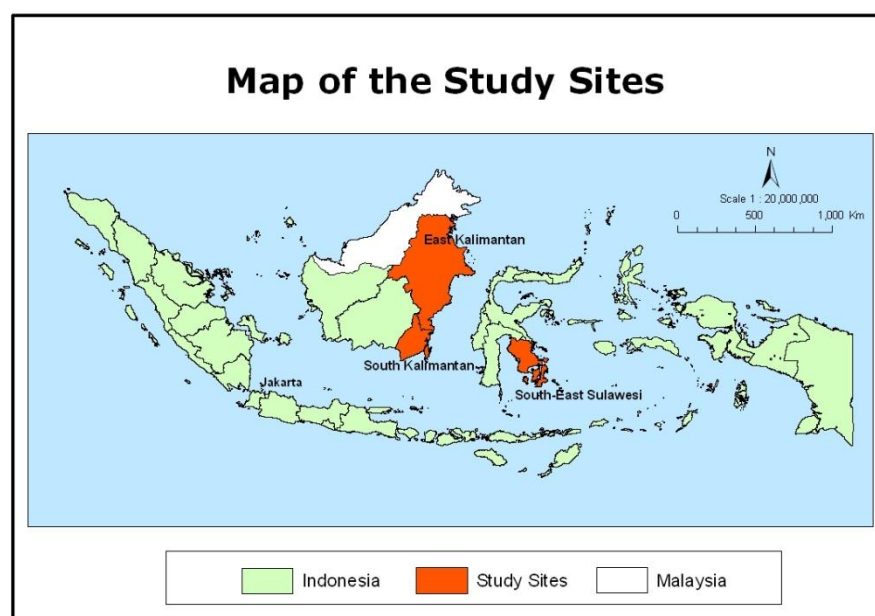 Map of the Study Sites
N
Scale 1 : 20,000,000
0 500 1,000 Km
East Kalimantan
South Kalimantan
Jakarta
South-East Sulawesi
Indonesia Study Sites Malaysia